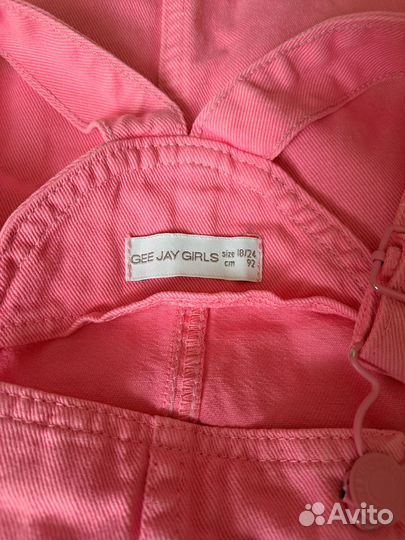 GEE JAY GIRLS size 18/24
cm 92
Avito